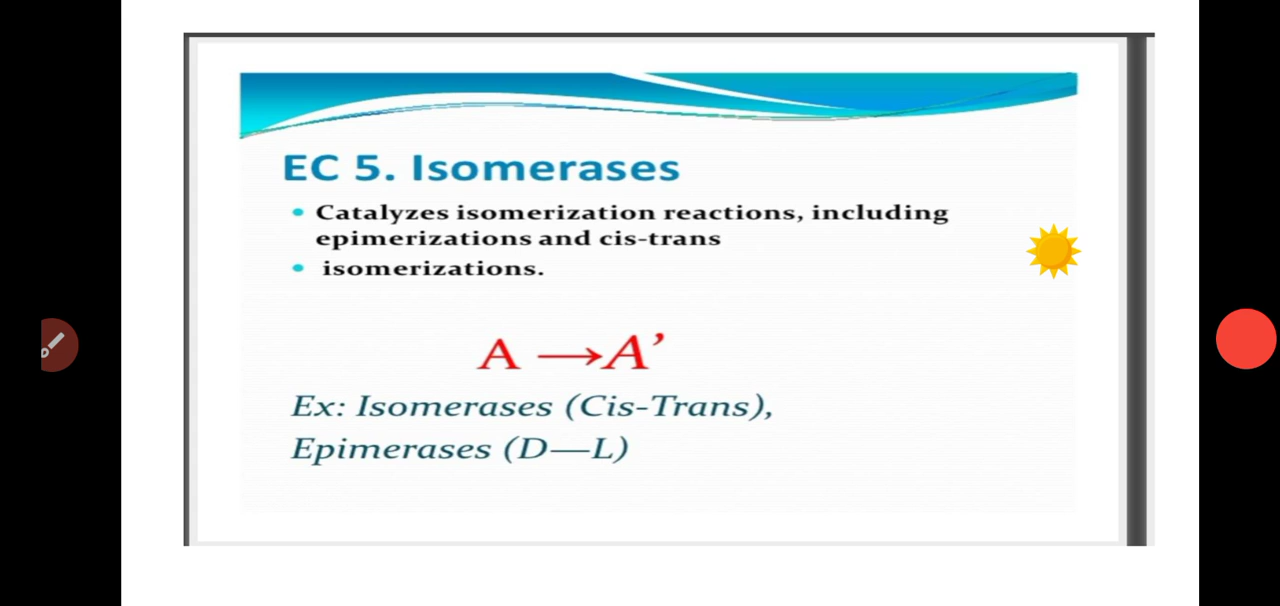 EC 5. Isomerases
• Catalyzes isomerization reactions, including
epimerizations and cis-trans
• isomerizations.
A → A’
Ex: Isomerases (Cis-Trans),
Epimerases (D—L)